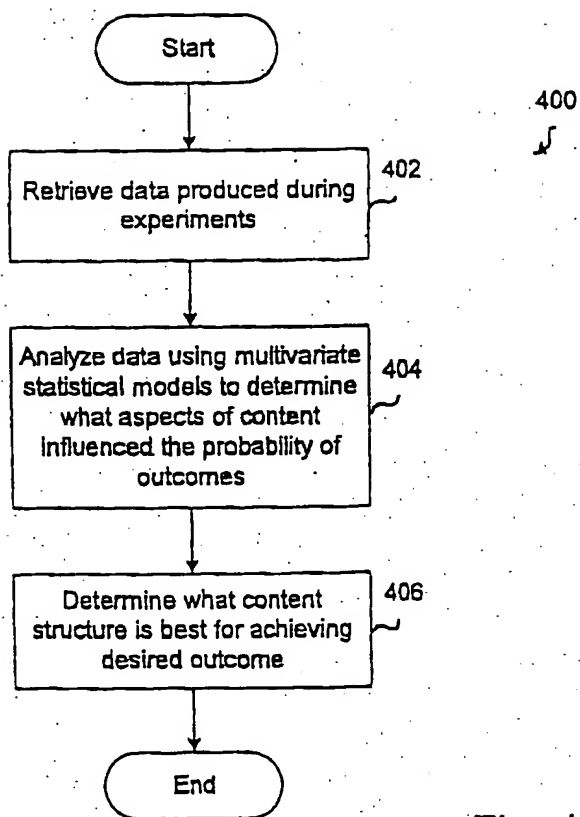 Start
400
402
Retrieve data produced during
experiments
Analyze data using multivariate
statistical models to determine
what aspects of content
influenced the probability of
outcomes
404
Determine what content
structure is best for achieving
desired outcome
406
End